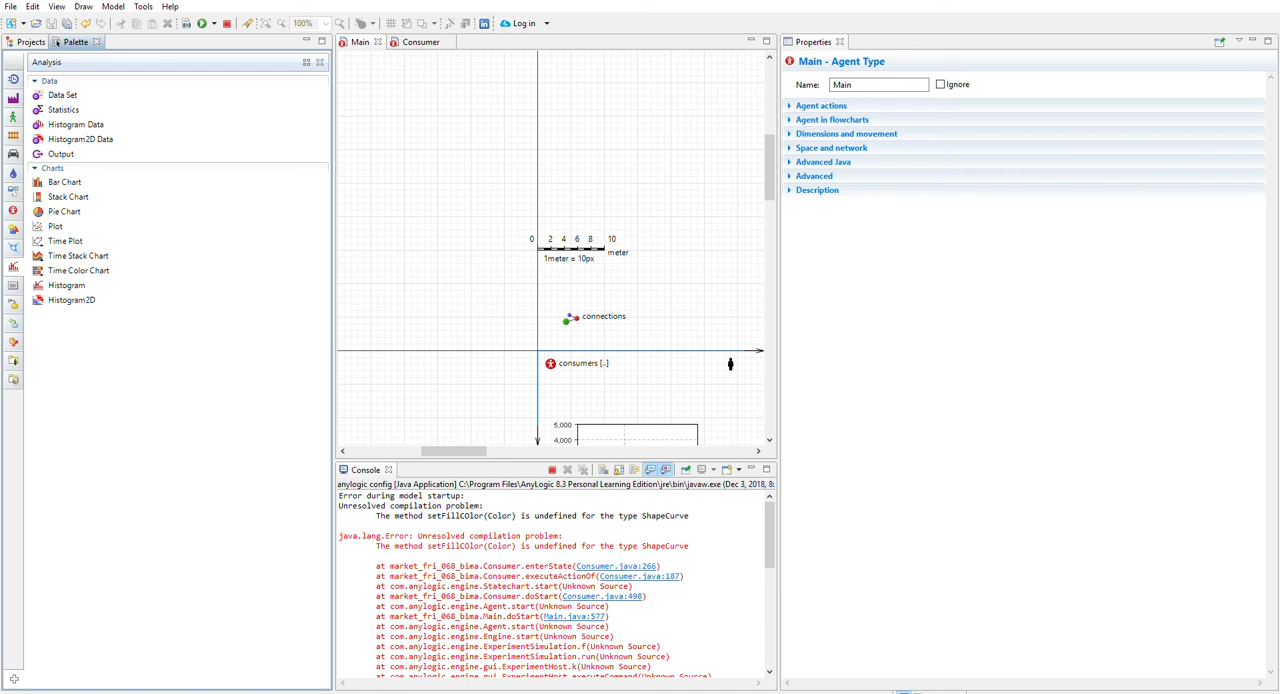 File Edit View Draw Model Tools Help
100% Log in
Projects Palette
Analysis
Data
Data Set
Statistics
Histogram Data
Histogram2D Data
Output
Charts
Bar Chart
Stack Chart
Pie Chart
Plot
Time Plot
Time Stack Chart
Time Color Chart
Histogram
Histogram2D
Main Consumer
0 2 4 6 8 10
meter
1meter = 10px
connections
consumers [..]
5,000
4,000
Console
anylogic config [Java Application] C:\Program Files\AnyLogic 8.3 Personal Learning Edition\jre\bin\javaw.exe (Dec 3, 2018, 8:
Error during model startup:
Unresolved compilation problem:
The method setFillCOlor(Color) is undefined for the type ShapeCurve
java.lang.Error: Unresolved compilation problem:
The method setFillCOlor(Color) is undefined for the type ShapeCurve
at market_fri_068_bima.Consumer.enterState(Consumer.java:266)
at market_fri_068_bima.Consumer.executeActionOf(Consumer.java:187)
at com.anylogic.engine.Statechart.start(Unknown Source)
at market_fri_068_bima.Consumer.doStart(Consumer.java:498)
at com.anylogic.engine.Agent.start(Unknown Source)
at market_fri_068_bima.Main.doStart(Main.java:577)
at com.anylogic.engine.Agent.start(Unknown Source)
at com.anylogic.engine.Engine.start(Unknown Source)
at com.anylogic.engine.ExperimentSimulation.f(Unknown Source)
at com.anylogic.engine.ExperimentSimulation.run(Unknown Source)
at com.anylogic.engine.gui.ExperimentHost.k(Unknown Source)
at com.anylogic.engine.gui.ExperimentHost.executeCommand(Unknown Source)
Properties
Main - Agent Type
Name: Main Ignore
Agent actions
Agent in flowcharts
Dimensions and movement
Space and network
Advanced Java
Advanced
Description